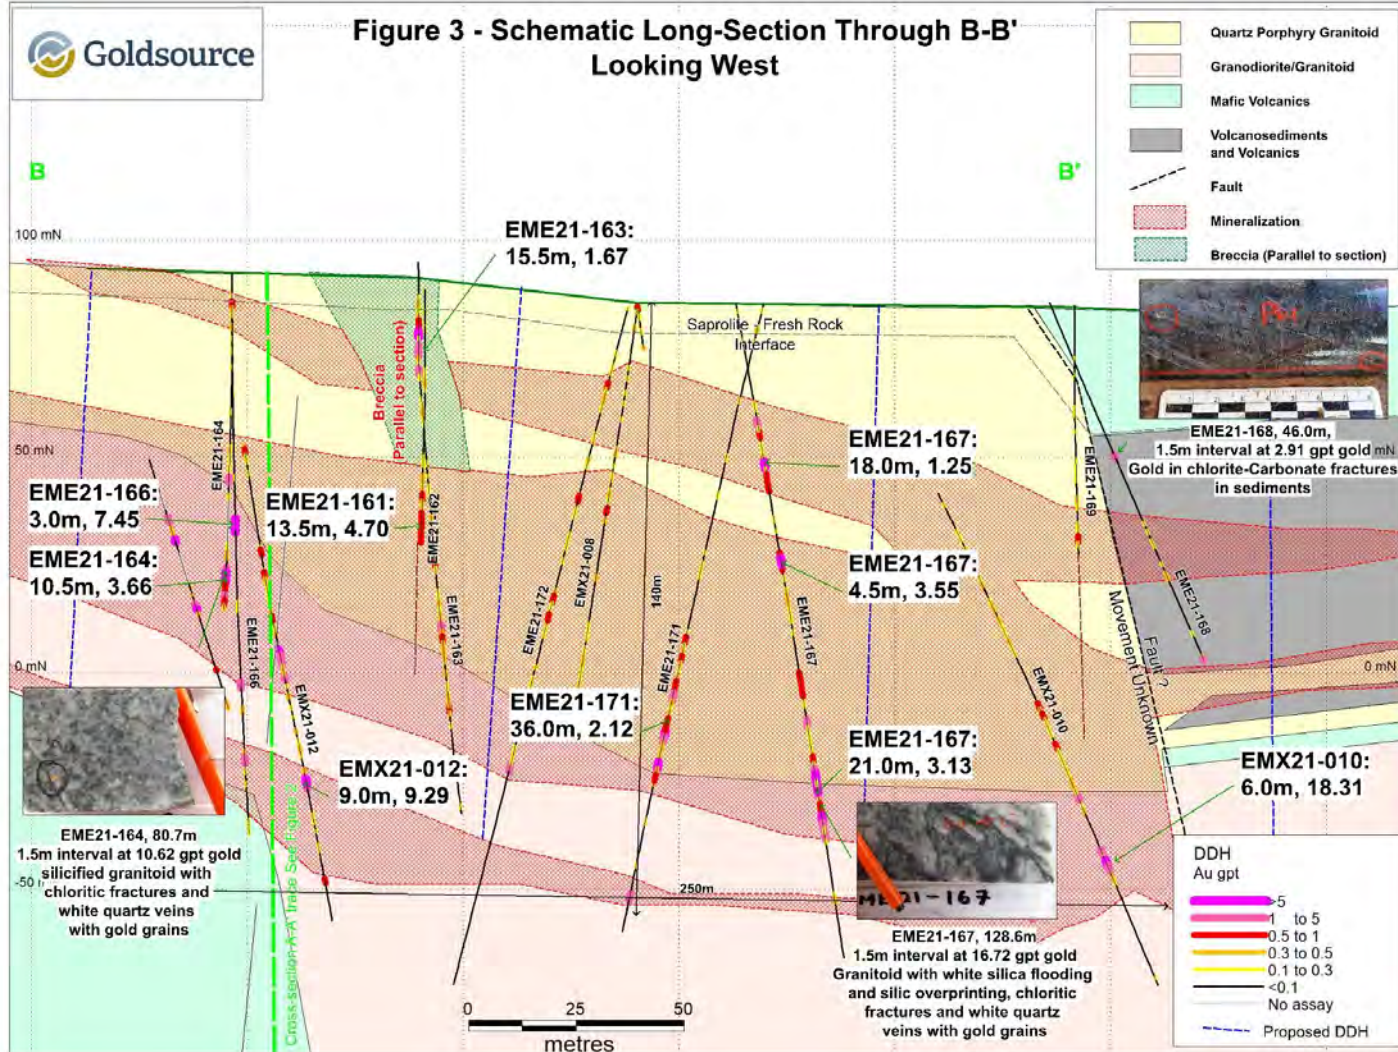 Goldsource
Figure 3 - Schematic Long-Section Through B-B'
Looking West
Quartz Porphyry Granitoid
Granodiorite/Granitoid
Mafic Volcanics
Volcanosediments
and Volcanics
Fault
Mineralization
Breccia (Parallel to section)
B
B'
100 mN
EME21-163:
15.5m, 1.67
Saprolite - Fresh Rock
Interface
Breccia
(Parallel to section)
50 mN
mN
EME21-168, 46.0m,
1.5m interval at 2.91 gpt gold
Gold in chlorite-Carbonate fractures
in sediments
EME21-164
EME21-166:
3.0m, 7.45
EME21-161:
13.5m, 4.70
EME21-162
EME21-164:
10.5m, 3.66
EME21-167:
18.0m, 1.25
EME21-167:
4.5m, 3.55
EME21-169
EMX21-008
EME21-172
140m
EME21-171
EME21-167
EME21-163
EME21-168
Fault ?
Movement Unknown
0 mN
0 mN
EME21-166
EMX21-012
EMX21-010
EME21-171:
36.0m, 2.12
EME21-167:
21.0m, 3.13
EMX21-012:
9.0m, 9.29
EMX21-010:
6.0m, 18.31
EME21-164, 80.7m
1.5m interval at 10.62 gpt gold
silicified granitoid with
chloritic fractures and
white quartz veins
with gold grains
Cross-section A-A' trace See Figure 2
-50
250m
21-167
EME21-167, 128.6m
1.5m interval at 16.72 gpt gold
Granitoid with white silica flooding
and silic overprinting, chloritic
fractures and white quartz
veins with gold grains
DDH
Au gpt
>5
1 to 5
0.5 to 1
0.3 to 0.5
0.1 to 0.3
<0.1
No assay
Proposed DDH
0 25 50
metres